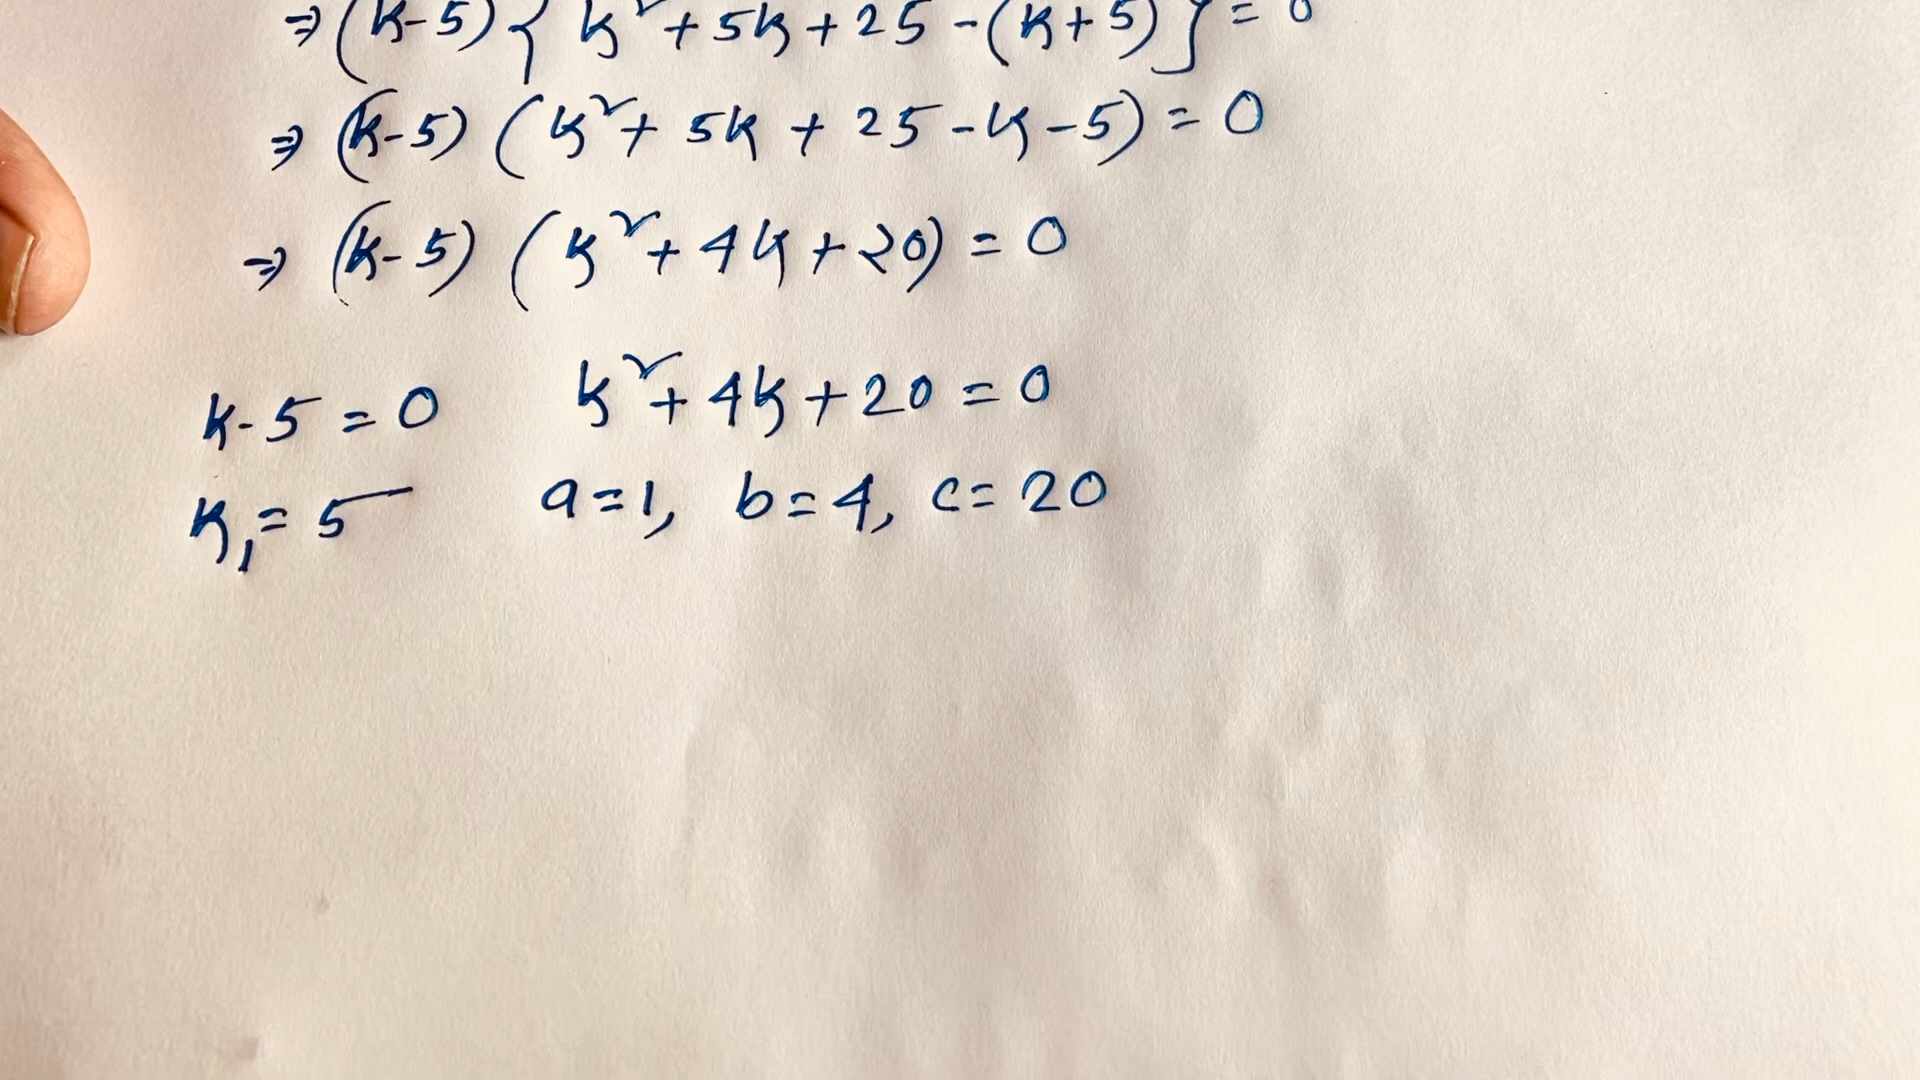 ⇒ (k-5) { k² + 5k + 25 - (k+5) } = 0
⇒ (k-5) (k² + 5k + 25 - k - 5) = 0
⇒ (k-5) (k² + 4k + 20) = 0
k-5 = 0 k² + 4k + 20 = 0
k₁ = 5 a=1, b=4, c=20